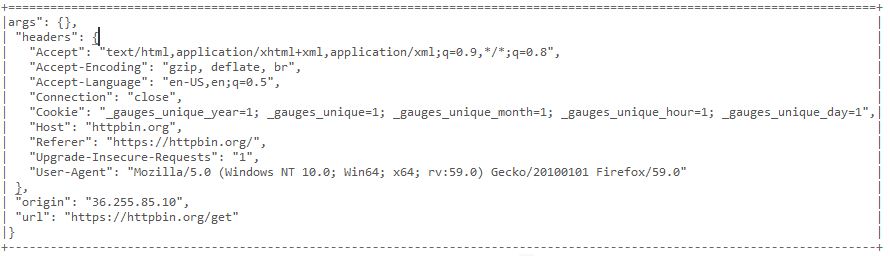 +==========================================================================================================================+
|args": {},                                                                                                                |
| "headers": {                                                                                                             |
|   "Accept": "text/html,application/xhtml+xml,application/xml;q=0.9,*/*;q=0.8",                                           |
|   "Accept-Encoding": "gzip, deflate, br",                                                                                |
|   "Accept-Language": "en-US,en;q=0.5",                                                                                   |
|   "Connection": "close",                                                                                                 |
|   "Cookie": "_gauges_unique_year=1; _gauges_unique=1; _gauges_unique_month=1; _gauges_unique_hour=1; _gauges_unique_day=1",|
|   "Host": "httpbin.org",                                                                                                 |
|   "Referer": "https://httpbin.org/",                                                                                     |
|   "Upgrade-Insecure-Requests": "1",                                                                                      |
|   "User-Agent": "Mozilla/5.0 (Windows NT 10.0; Win64; x64; rv:59.0) Gecko/20100101 Firefox/59.0"                         |
| },                                                                                                                       |
| "origin": "36.255.85.10",                                                                                                |
| "url": "https://httpbin.org/get"                                                                                         |
|}                                                                                                                         |
+--------------------------------------------------------------------------------------------------------------------------+